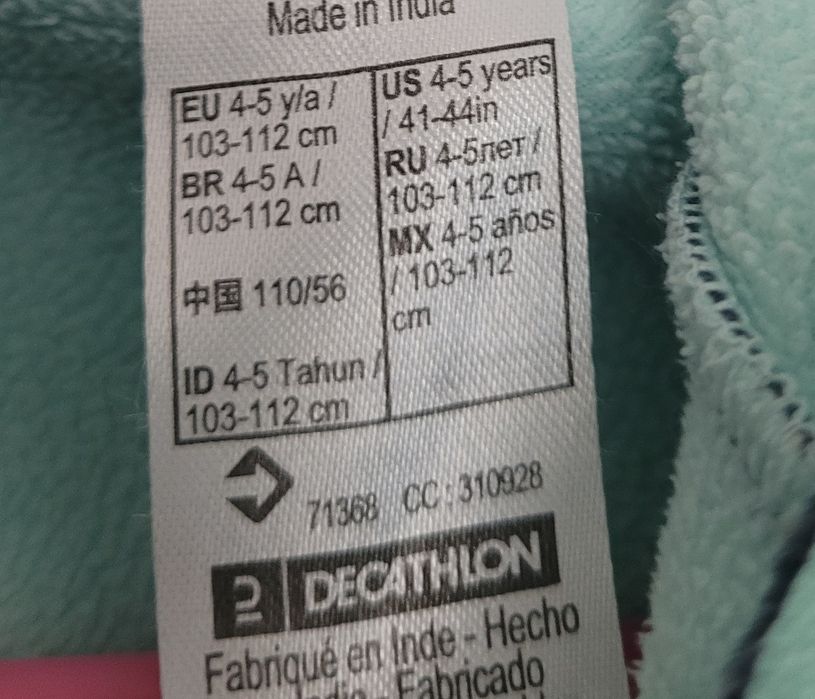 Made in India
EU 4-5 y/a /
103-112 cm
BR 4-5 A /
103-112 cm
中国 110/56
ID 4-5 Tahun /
103-112 cm
US 4-5 years
/ 41-44in
RU 4-5лет /
103-112 cm
MX 4-5 años
/ 103-112
cm
71368 CC : 310928
DECATHLON
Fabriqué en Inde - Hecho
- Fabricado